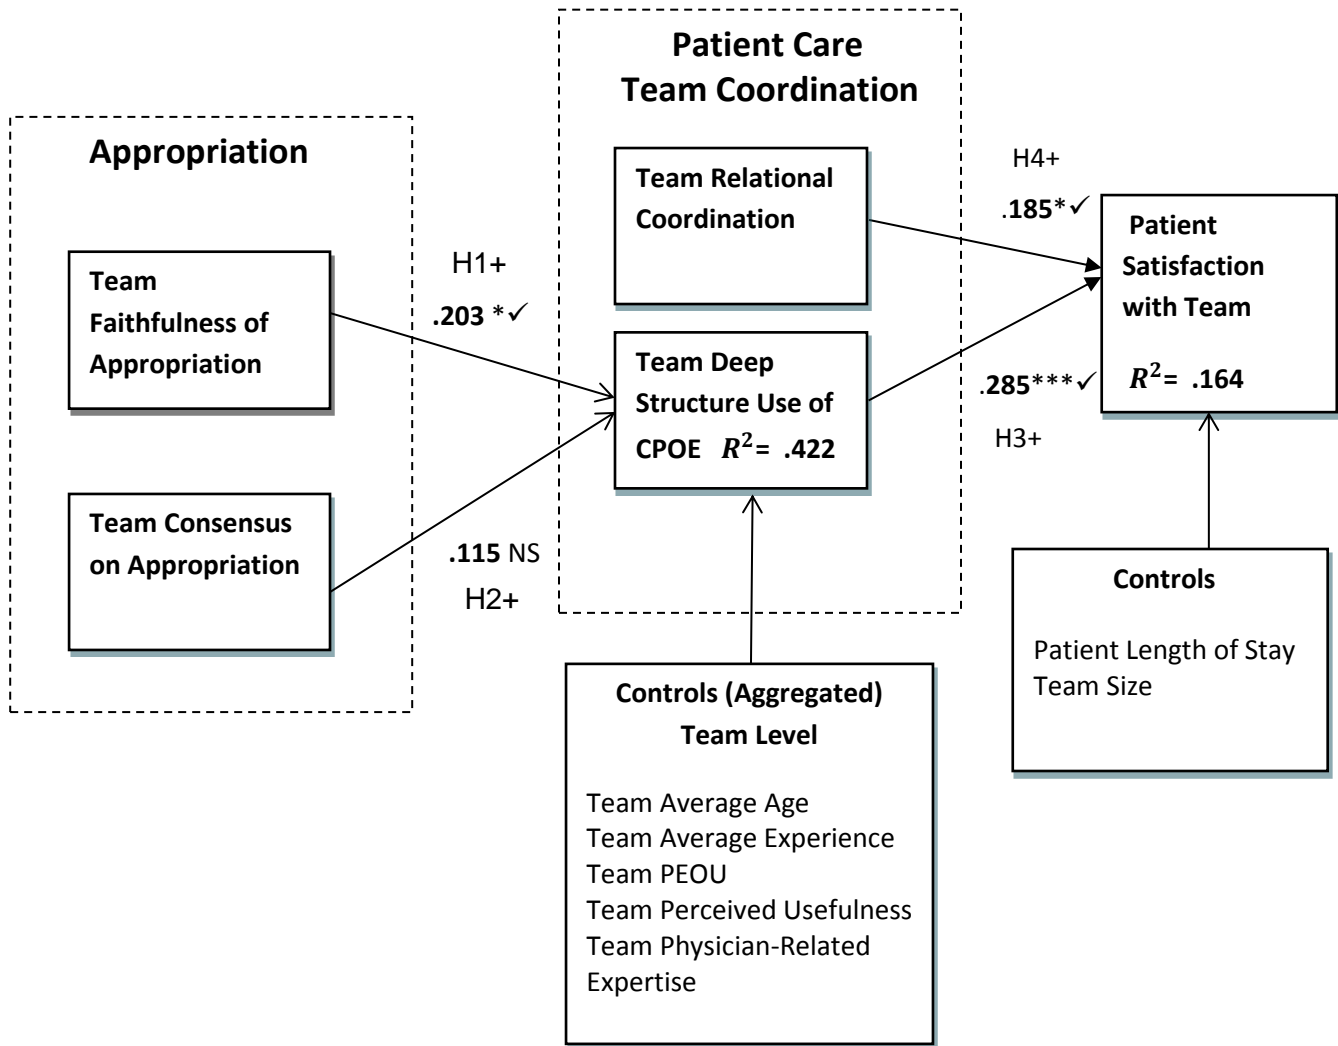 Patient Care
Team Coordination
Appropriation
Team Relational
Coordination
H4+
.185*✓
Patient
Satisfaction
with Team
R²= .164
Team
Faithfulness of
Appropriation
H1+
.203 *✓
Team Deep
Structure Use of
CPOE R²= .422
.285***✓
H3+
Team Consensus
on Appropriation
.115 NS
H2+
Controls
Patient Length of Stay
Team Size
Controls (Aggregated)
Team Level
Team Average Age
Team Average Experience
Team PEOU
Team Perceived Usefulness
Team Physician-Related
Expertise